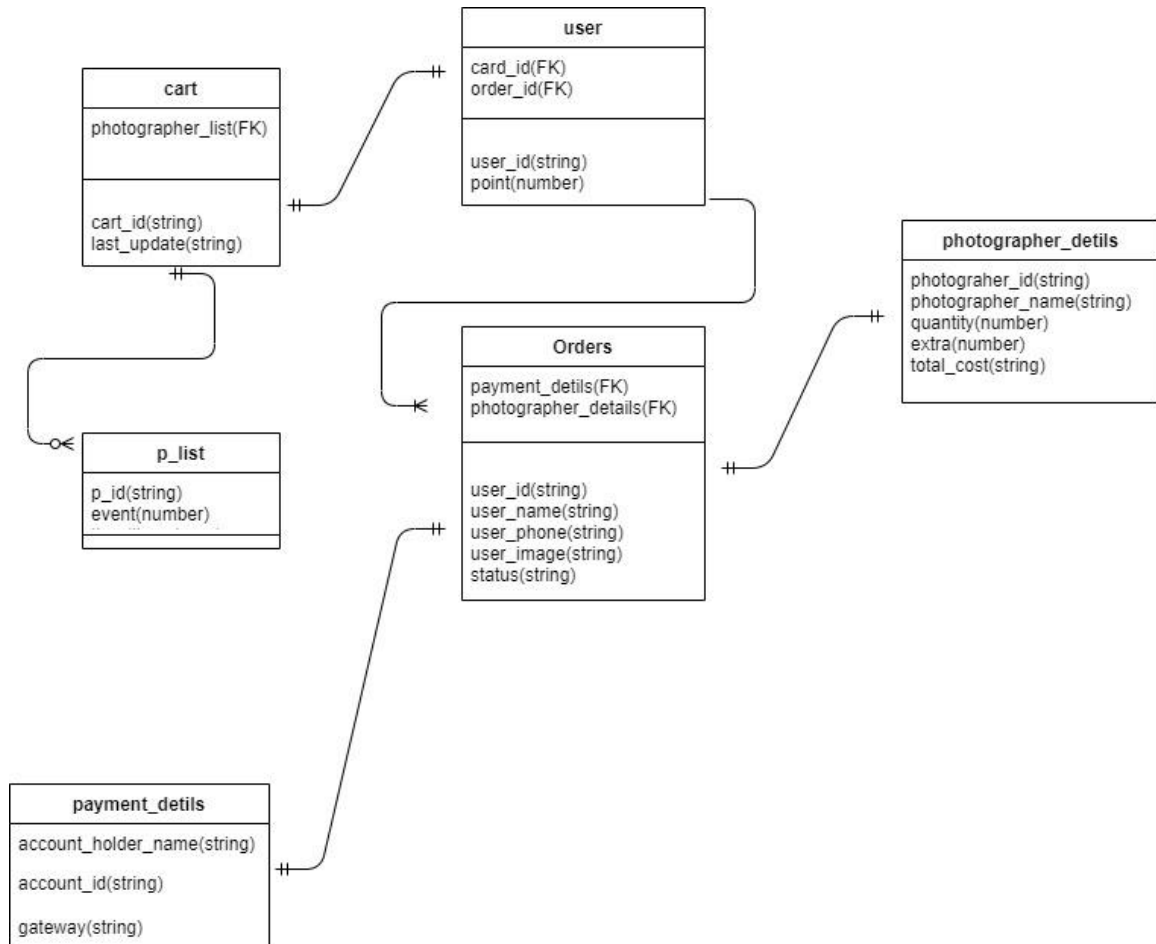 user
card_id(FK)
order_id(FK)
user_id(string)
point(number)
cart
photographer_list(FK)
cart_id(string)
last_update(string)
photographer_detils
photograher_id(string)
photographer_name(string)
quantity(number)
extra(number)
total_cost(string)
Orders
payment_detils(FK)
photographer_details(FK)
user_id(string)
user_name(string)
user_phone(string)
user_image(string)
status(string)
p_list
p_id(string)
event(number)
payment_detils
account_holder_name(string)
account_id(string)
gateway(string)